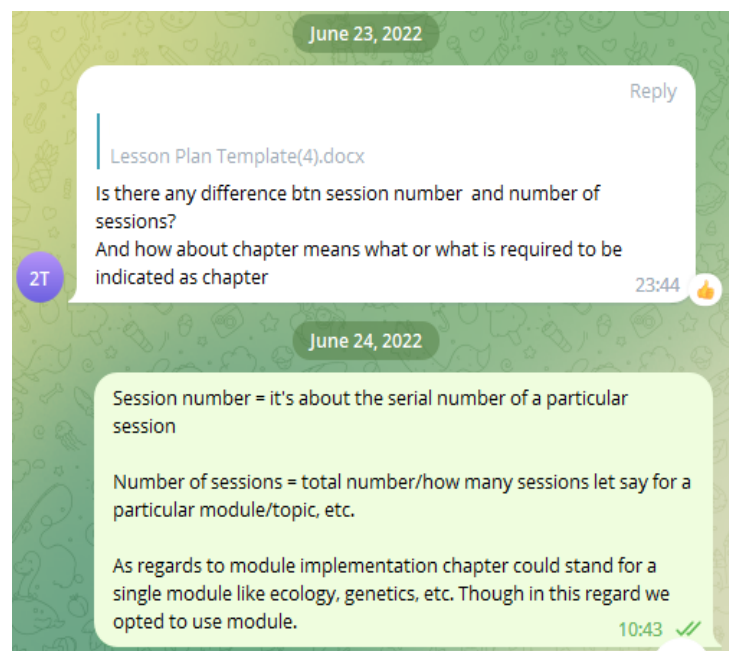 June 23, 2022
Reply
Lesson Plan Template(4).docx
Is there any difference btn session number and number of
sessions?
And how about chapter means what or what is required to be
indicated as chapter
2T
23:44
June 24, 2022
Session number = it's about the serial number of a particular
session
Number of sessions = total number/how many sessions let say for a
particular module/topic, etc.
As regards to module implementation chapter could stand for a
single module like ecology, genetics, etc. Though in this regard we
opted to use module.
10:43